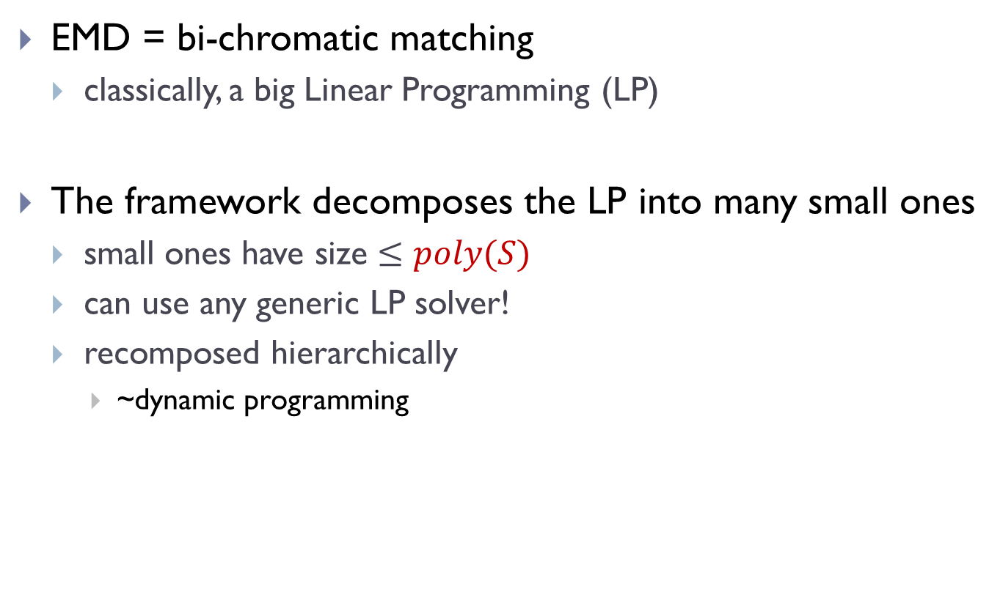 EMD = bi-chromatic matching
classically, a big Linear Programming (LP)
The framework decomposes the LP into many small ones
small ones have size ≤ poly(S)
can use any generic LP solver!
recomposed hierarchically
~dynamic programming